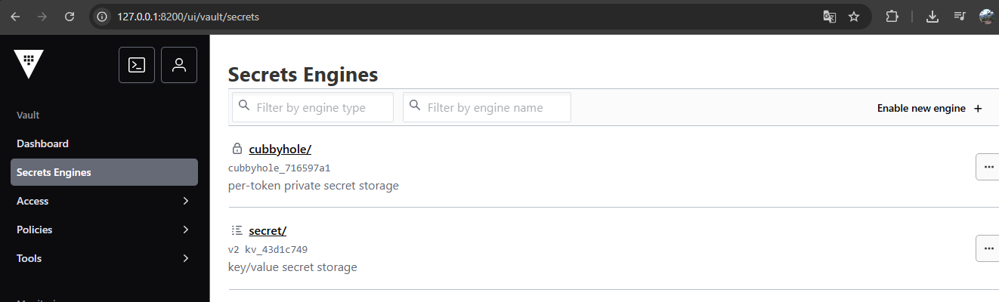 127.0.0.1:8200/ui/vault/secrets
Vault
Dashboard
Secrets Engines
Access
Policies
Tools
Secrets Engines
Filter by engine type
Filter by engine name
Enable new engine +
cubbyhole/
cubbyhole_716597a1
per-token private secret storage
secret/
v2 kv_43d1c749
key/value secret storage